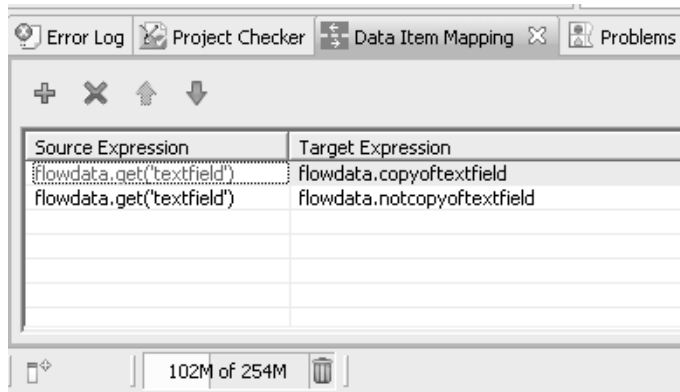 Error Log Project Checker Data Item Mapping Problems
Source Expression Target Expression
flowdata.get('textfield') flowdata.copyoftextfield
flowdata.get('textfield') flowdata.notcopyoftextfield
102M of 254M